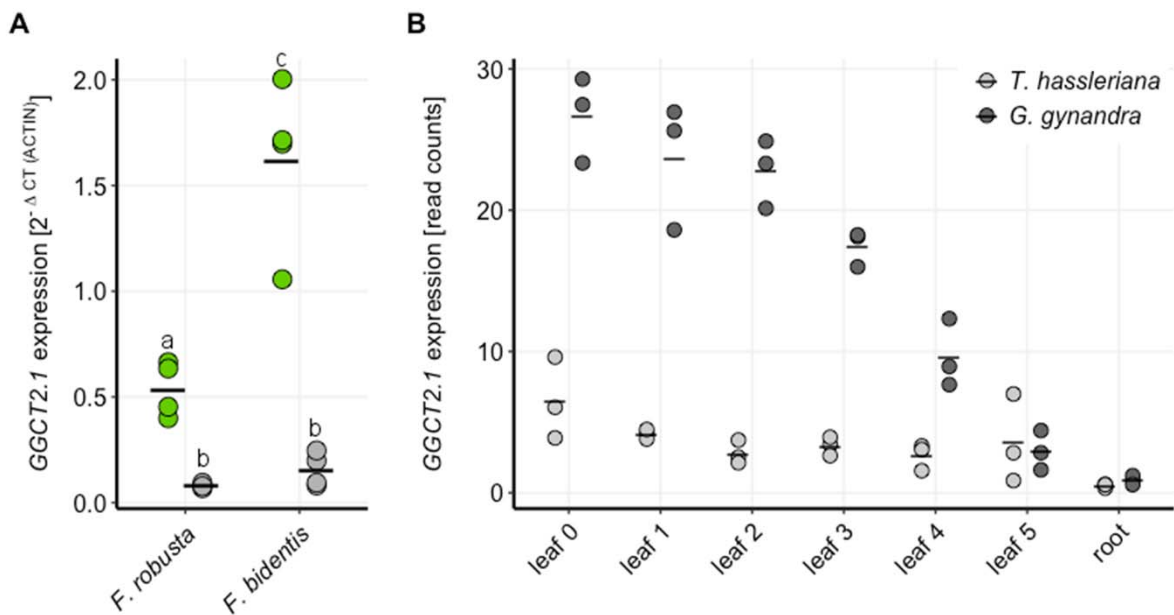 A
GGCT2.1 expression [2^-Δ CT (ACTIN)]
2.0
1.5
1.0
0.5
0.0
a
b
c
b
F. robusta
F. bidentis
B
GGCT2.1 expression [read counts]
30
20
10
0
T. hassleriana
G. gynandra
leaf 0
leaf 1
leaf 2
leaf 3
leaf 4
leaf 5
root